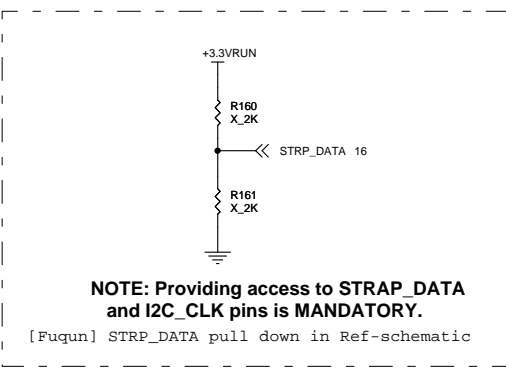 +3.3VRUN
R160
X_2K
STRP_DATA 16
R161
X_2K
NOTE: Providing access to STRAP_DATA
and I2C_CLK pins is MANDATORY.
[Fuqun] STRP_DATA pull down in Ref-schematic